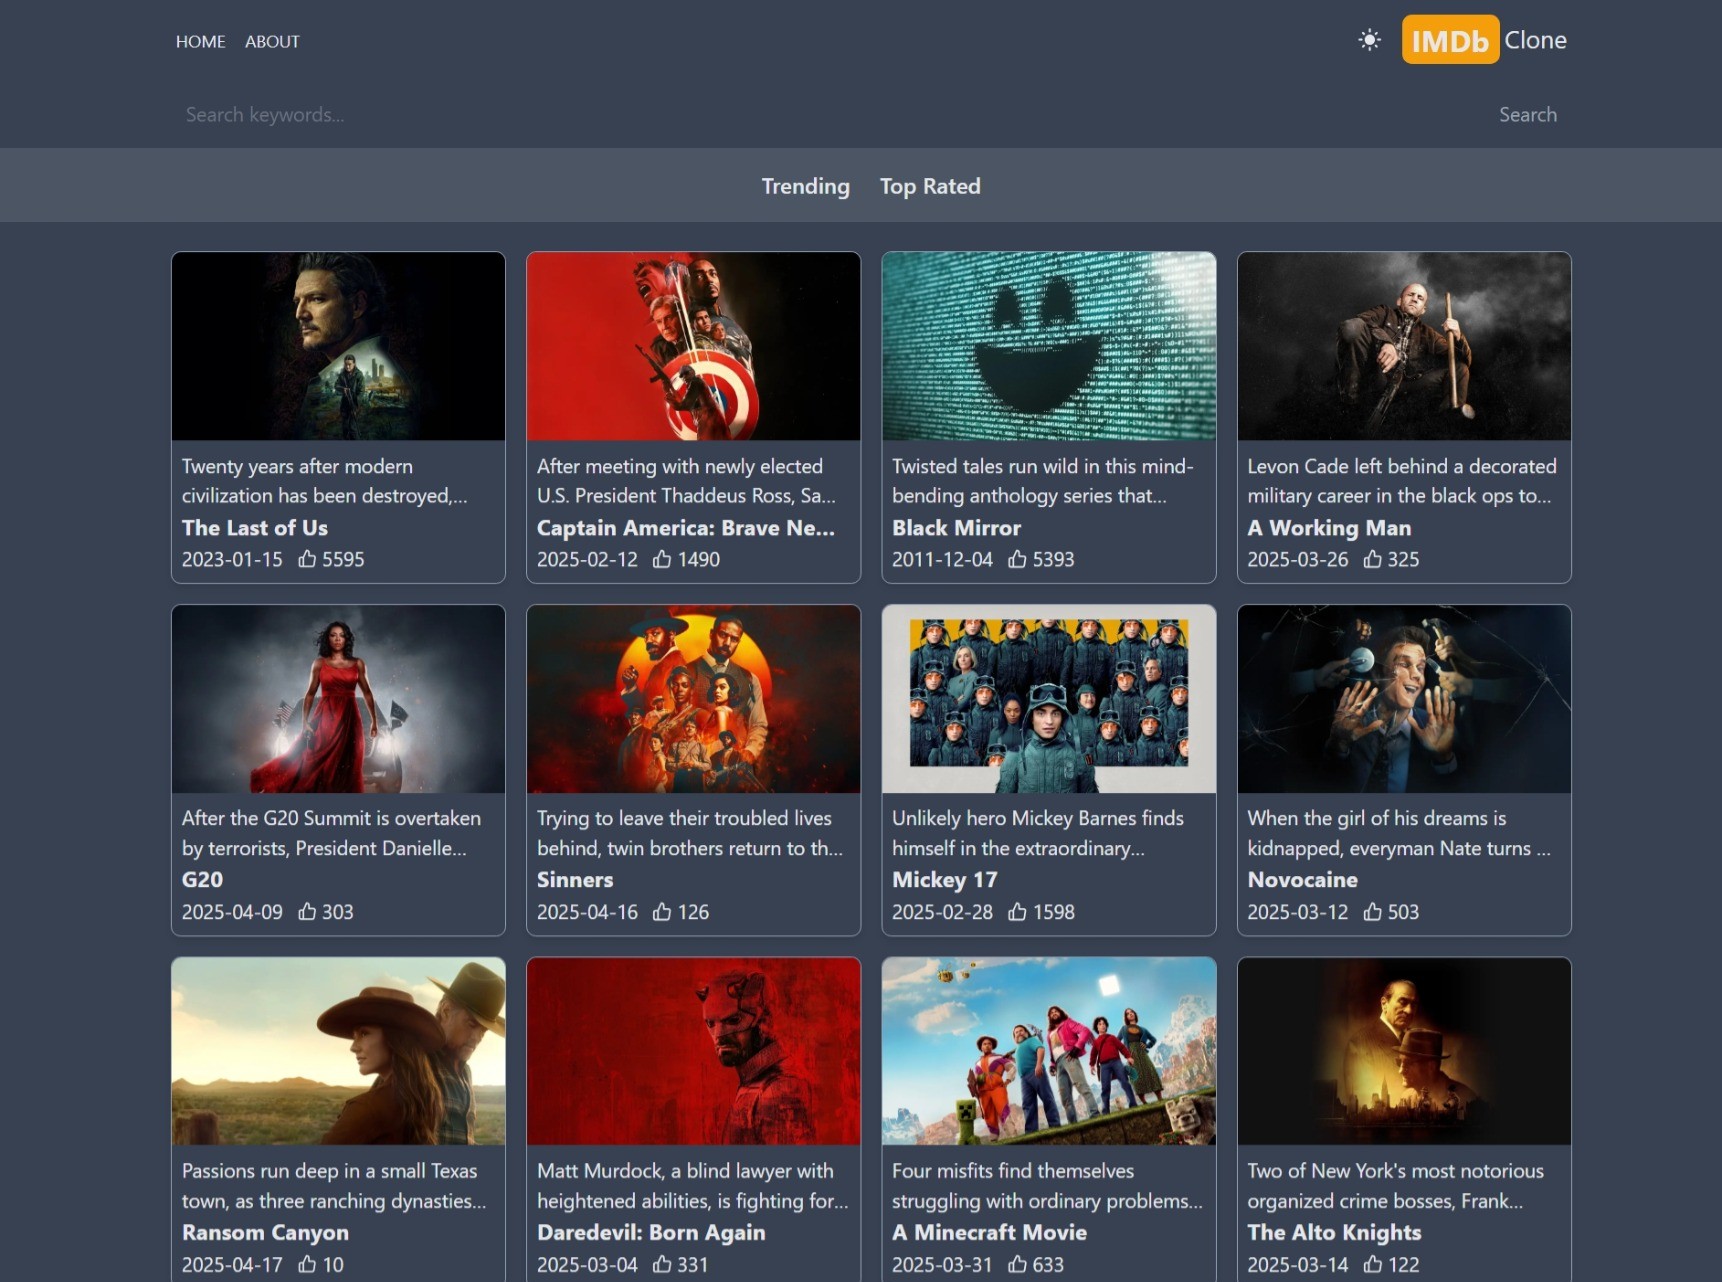 HOME ABOUT
IMDb Clone
Search keywords...
Search
Trending Top Rated
Twenty years after modern
civilization has been destroyed,...
The Last of Us
2023-01-15 5595
After meeting with newly elected
U.S. President Thaddeus Ross, Sa...
Captain America: Brave Ne...
2025-02-12 1490
Twisted tales run wild in this mind-
bending anthology series that...
Black Mirror
2011-12-04 5393
Levon Cade left behind a decorated
military career in the black ops to...
A Working Man
2025-03-26 325
After the G20 Summit is overtaken
by terrorists, President Danielle...
G20
2025-04-09 303
Trying to leave their troubled lives
behind, twin brothers return to th...
Sinners
2025-04-16 126
Unlikely hero Mickey Barnes finds
himself in the extraordinary...
Mickey 17
2025-02-28 1598
When the girl of his dreams is
kidnapped, everyman Nate turns ...
Novocaine
2025-03-12 503
Passions run deep in a small Texas
town, as three ranching dynasties...
Ransom Canyon
2025-04-17 10
Matt Murdock, a blind lawyer with
heightened abilities, is fighting for...
Daredevil: Born Again
2025-03-04 331
Four misfits find themselves
struggling with ordinary problems...
A Minecraft Movie
2025-03-31 633
Two of New York's most notorious
organized crime bosses, Frank...
The Alto Knights
2025-03-14 122